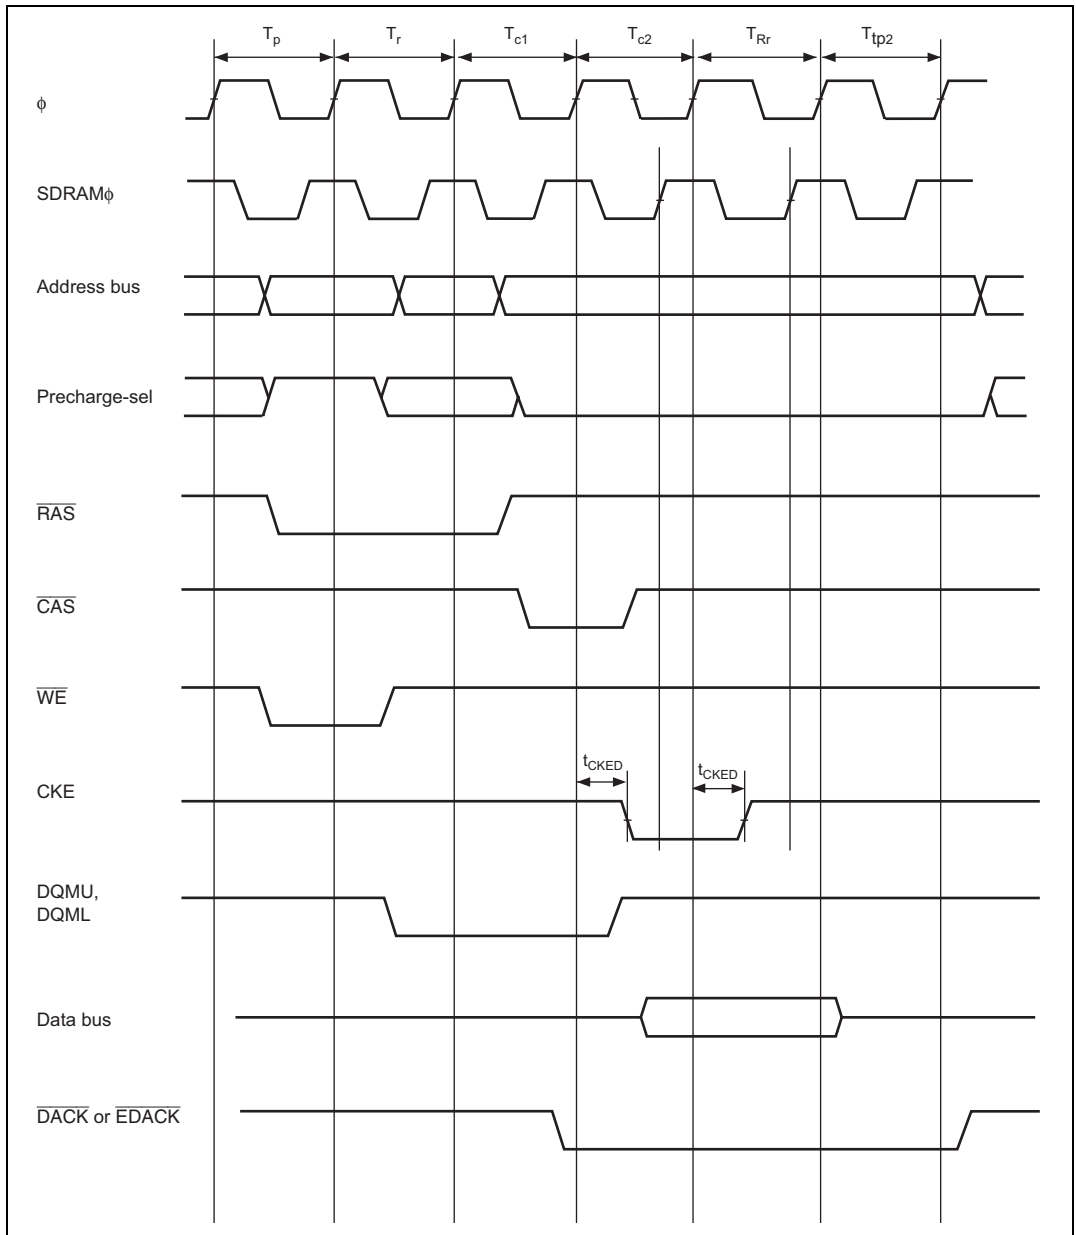 Tp Tr Tc1 Tc2 TRr Ttp2
ϕ
SDRAMϕ
Address bus
Precharge-sel
RAS
CAS
WE
tCKED tCKED
CKE
DQMU,
DQML
Data bus
DACK or EDACK